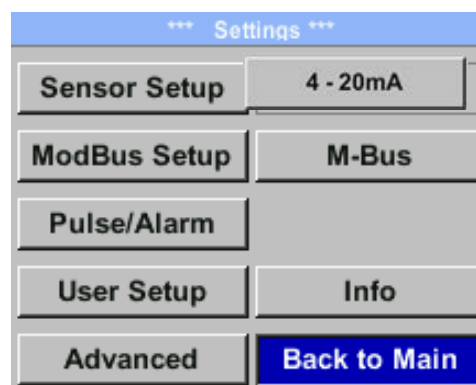 *** Settings ***
Sensor Setup
4 - 20mA
ModBus Setup
M-Bus
Pulse/Alarm
User Setup
Info
Advanced
Back to Main